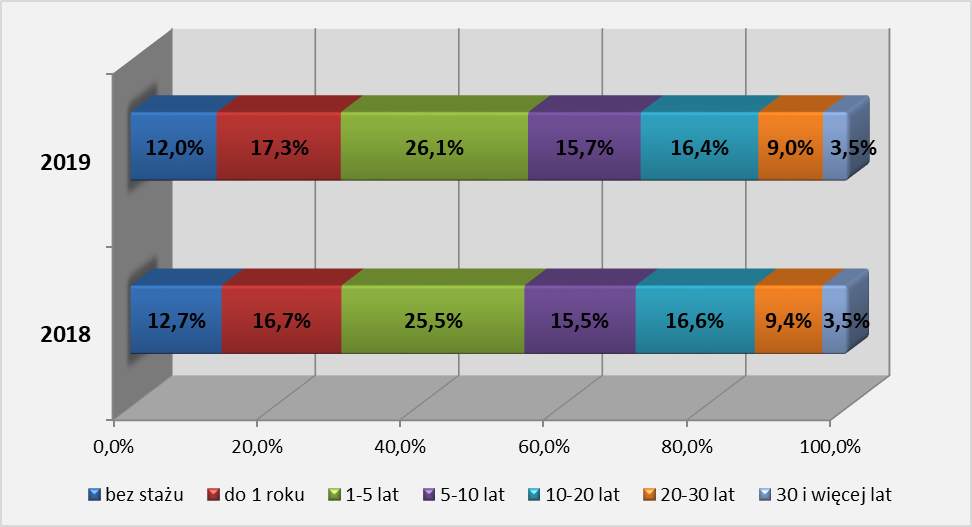 2019
12,0% 17,3% 26,1% 15,7% 16,4% 9,0% 3,5%
2018
12,7% 16,7% 25,5% 15,5% 16,6% 9,4% 3,5%
0,0% 20,0% 40,0% 60,0% 80,0% 100,0%
bez stażu do 1 roku 1-5 lat 5-10 lat 10-20 lat 20-30 lat 30 i więcej lat